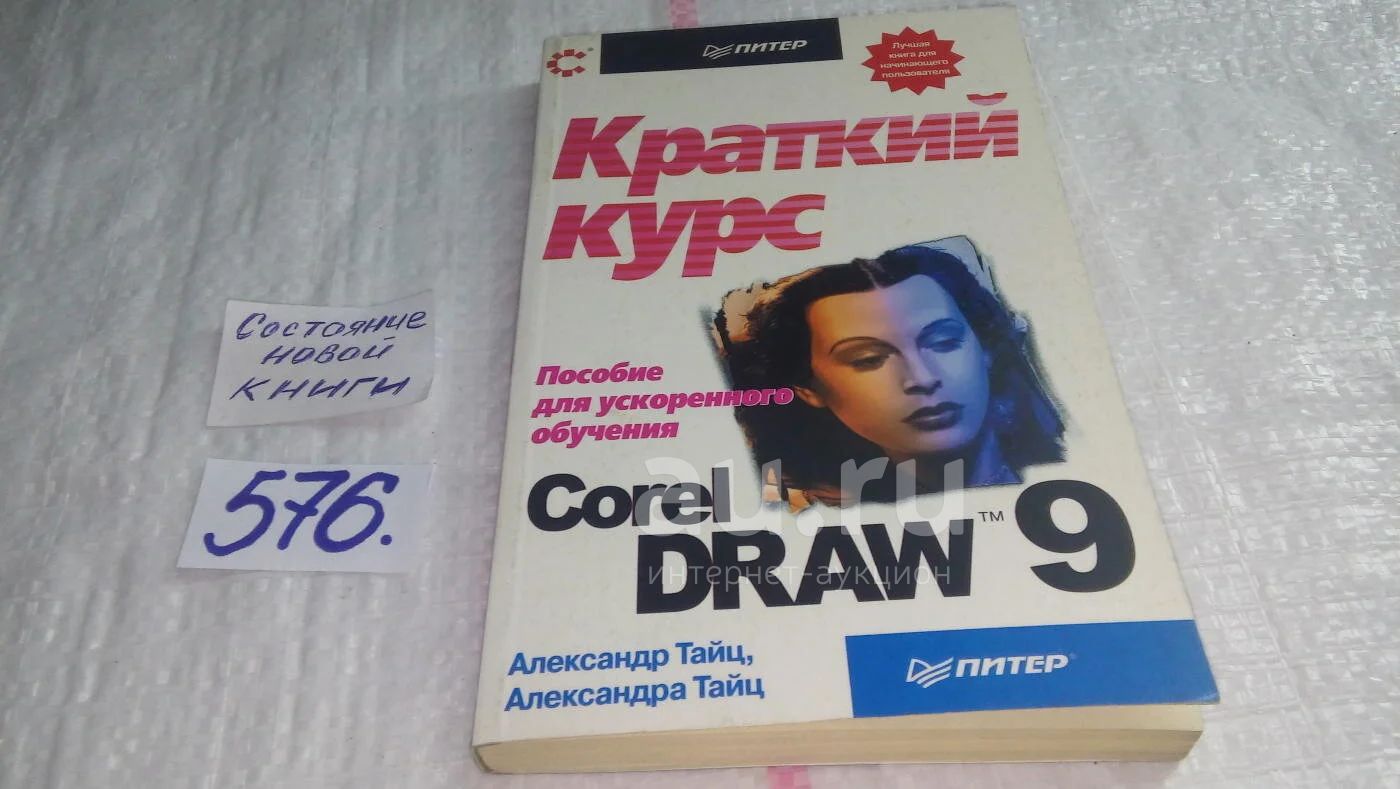 ПИТЕР
Лучшая
книга для
начинающего
пользователя
Краткий
курс
Пособие
для ускоренного
обучения
Corel
DRAW™ 9
Александр Тайц,
Александра Тайц
ПИТЕР®
Состояние
новой
книги
576.
au.ru
интернет-аукцион